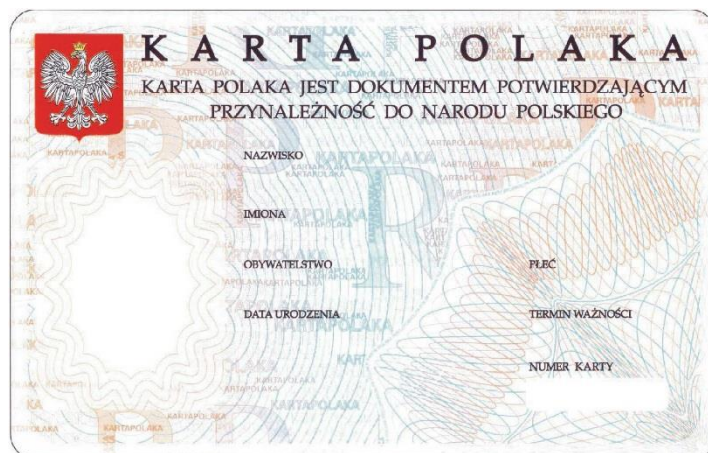 KARTA POLAKA
KARTA POLAKA JEST DOKUMENTEM POTWIERDZAJĄCYM
PRZYNALEŻNOŚĆ DO NARODU POLSKIEGO
NAZWISKO
IMIONA
OBYWATELSTWO
PŁEĆ
DATA URODZENIA
TERMIN WAŻNOŚCI
NUMER KARTY